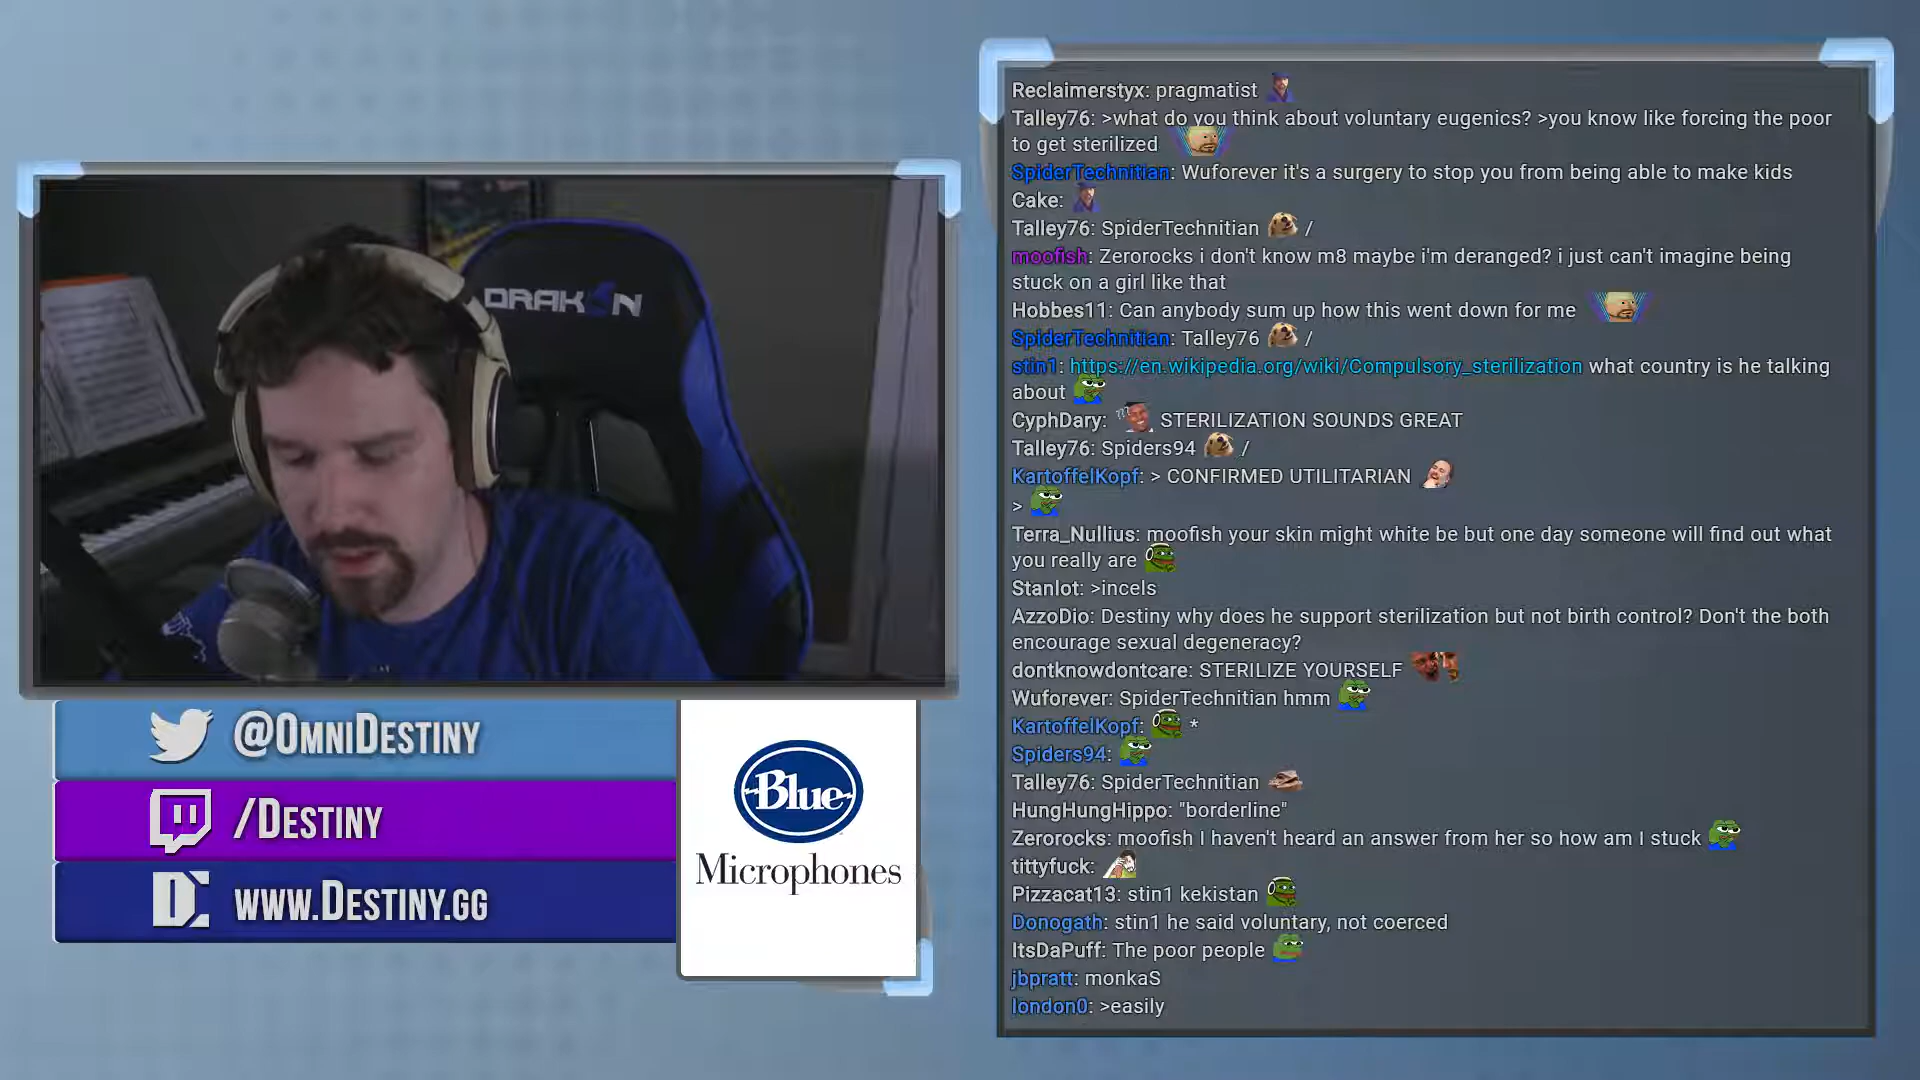 DRAKON
@OMNIDESTINY
/DESTINY
WWW.DESTINY.GG
Blue
Microphones
Reclaimerstyx: pragmatist
Talley76: >what do you think about voluntary eugenics? >you know like forcing the poor
to get sterilized
SpiderTechnitian: Wuforever it's a surgery to stop you from being able to make kids
Cake:
Talley76: SpiderTechnitian /
moofish: Zerorocks i don't know m8 maybe i'm deranged? i just can't imagine being
stuck on a girl like that
Hobbes11: Can anybody sum up how this went down for me
SpiderTechnitian: Talley76 /
stin1: https://en.wikipedia.org/wiki/Compulsory_sterilization what country is he talking
about
CyphDary: STERILIZATION SOUNDS GREAT
Talley76: Spiders94 /
KartoffelKopf: > CONFIRMED UTILITARIAN
>
Terra_Nullius: moofish your skin might white be but one day someone will find out what
you really are
Stanlot: >incels
AzzoDio: Destiny why does he support sterilization but not birth control? Don't the both
encourage sexual degeneracy?
dontknowdontcare: STERILIZE YOURSELF
Wuforever: SpiderTechnitian hmm
KartoffelKopf: *
Spiders94:
Talley76: SpiderTechnitian
HungHungHippo: "borderline"
Zerorocks: moofish I haven't heard an answer from her so how am I stuck
tittyfuck:
Pizzacat13: stin1 kekistan
Donogath: stin1 he said voluntary, not coerced
ItsDaPuff: The poor people
jbpratt: monkaS
london0: >easily